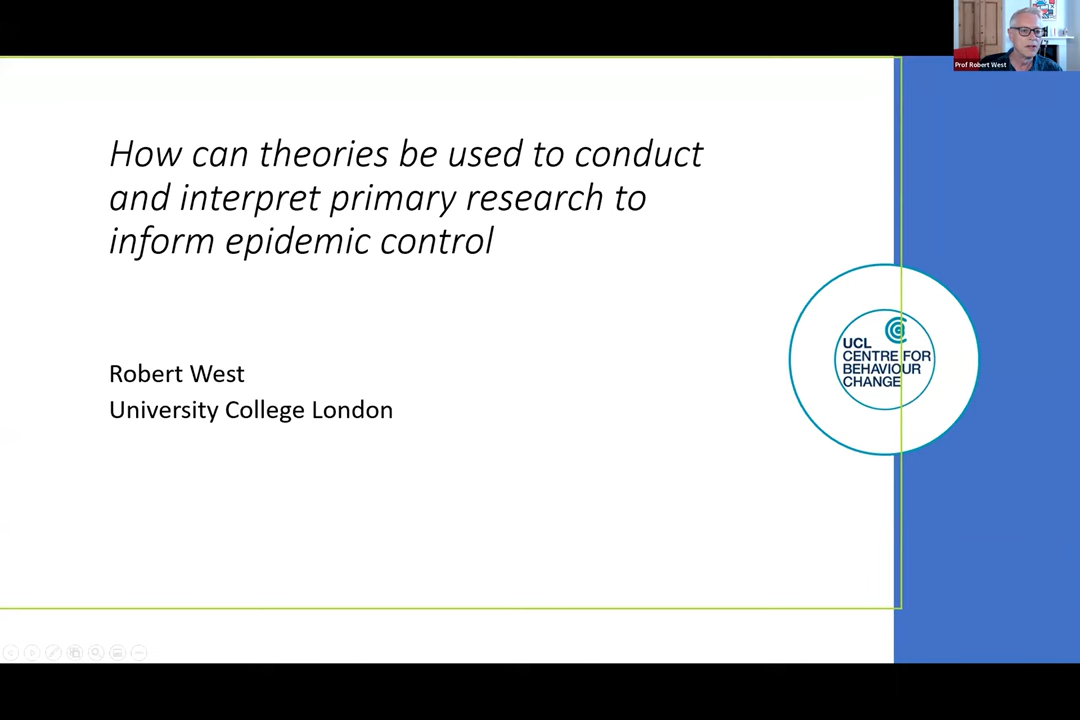 Prof Robert West
How can theories be used to conduct
and interpret primary research to
inform epidemic control
Robert West
University College London
UCL
CENTRE FOR
BEHAVIOUR
CHANGE